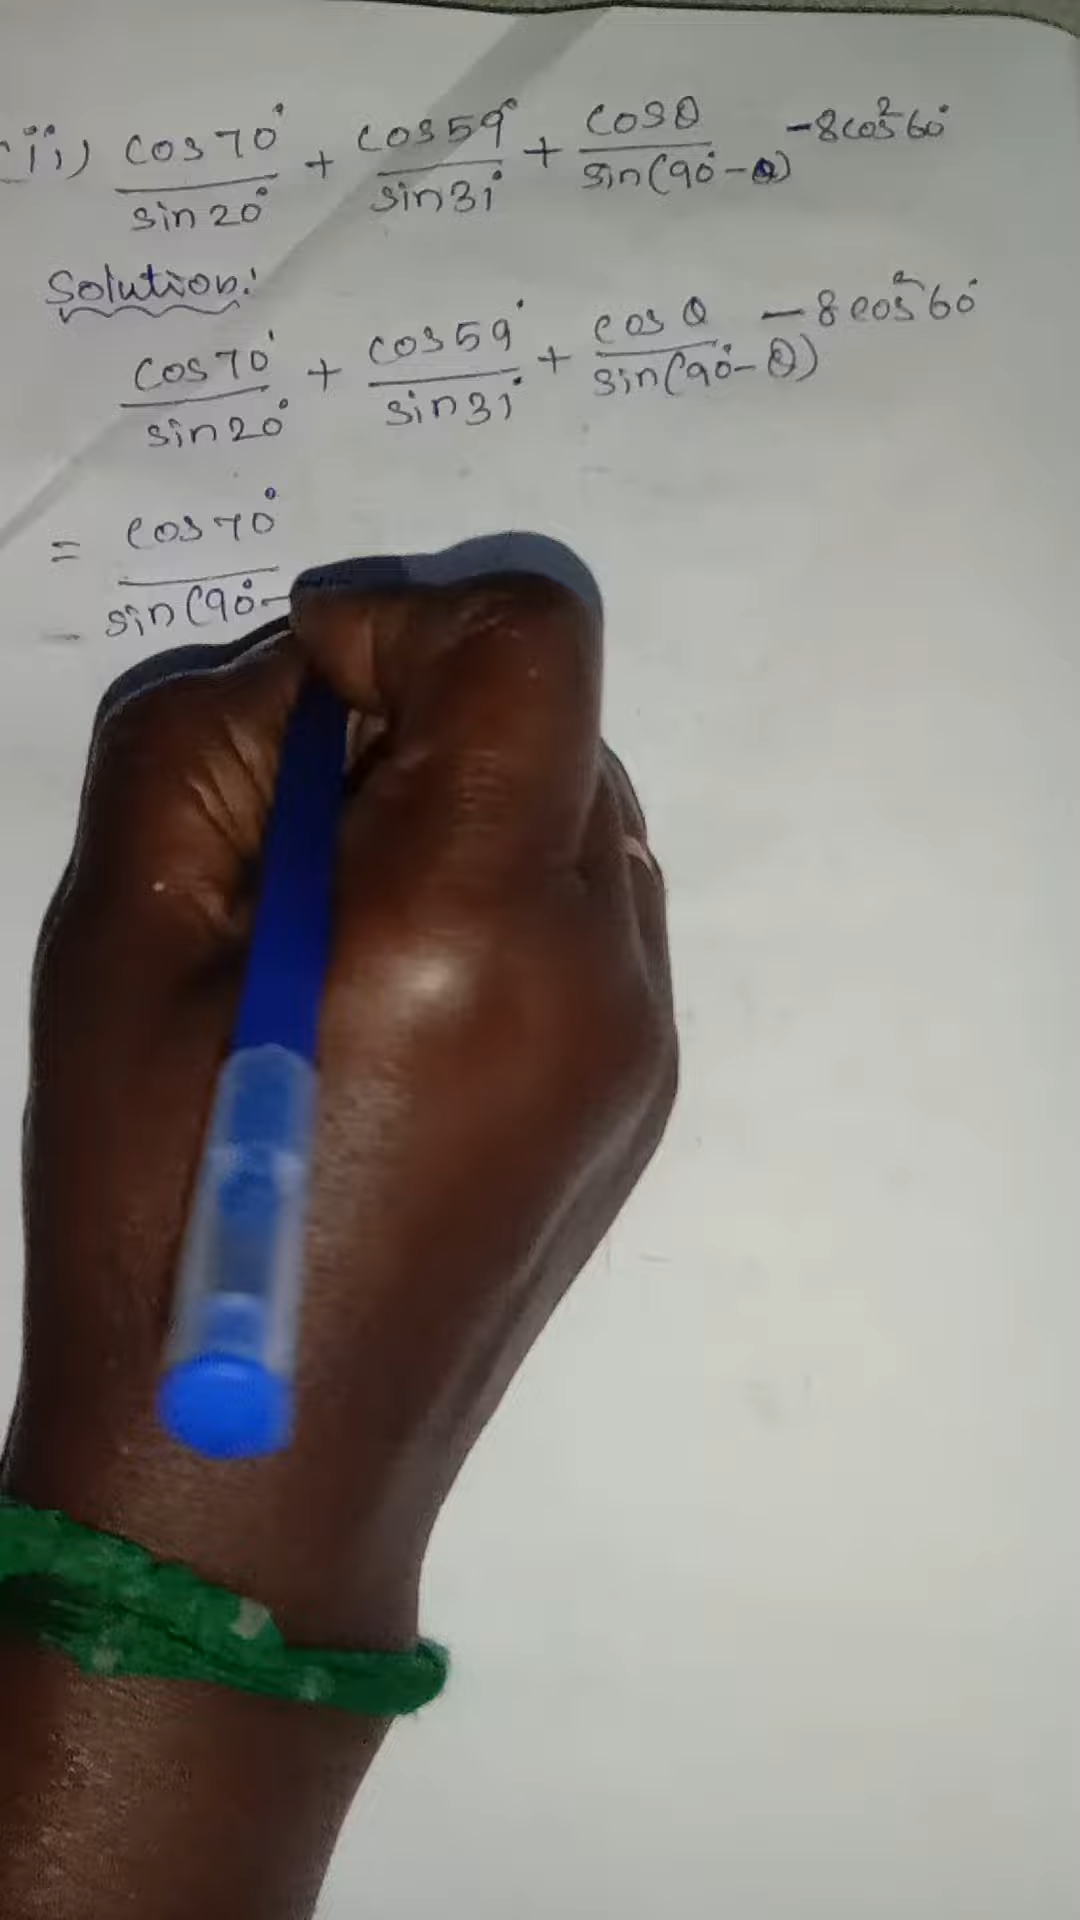 (ii) cos70°/sin20° + cos59°/sin31° + cosθ/sin(90°-θ) -8cos²60°
Solution:
cos70°/sin20° + cos59°/sin31° + cosθ/sin(90°-θ) -8cos²60°
= cos70°/sin(90°-